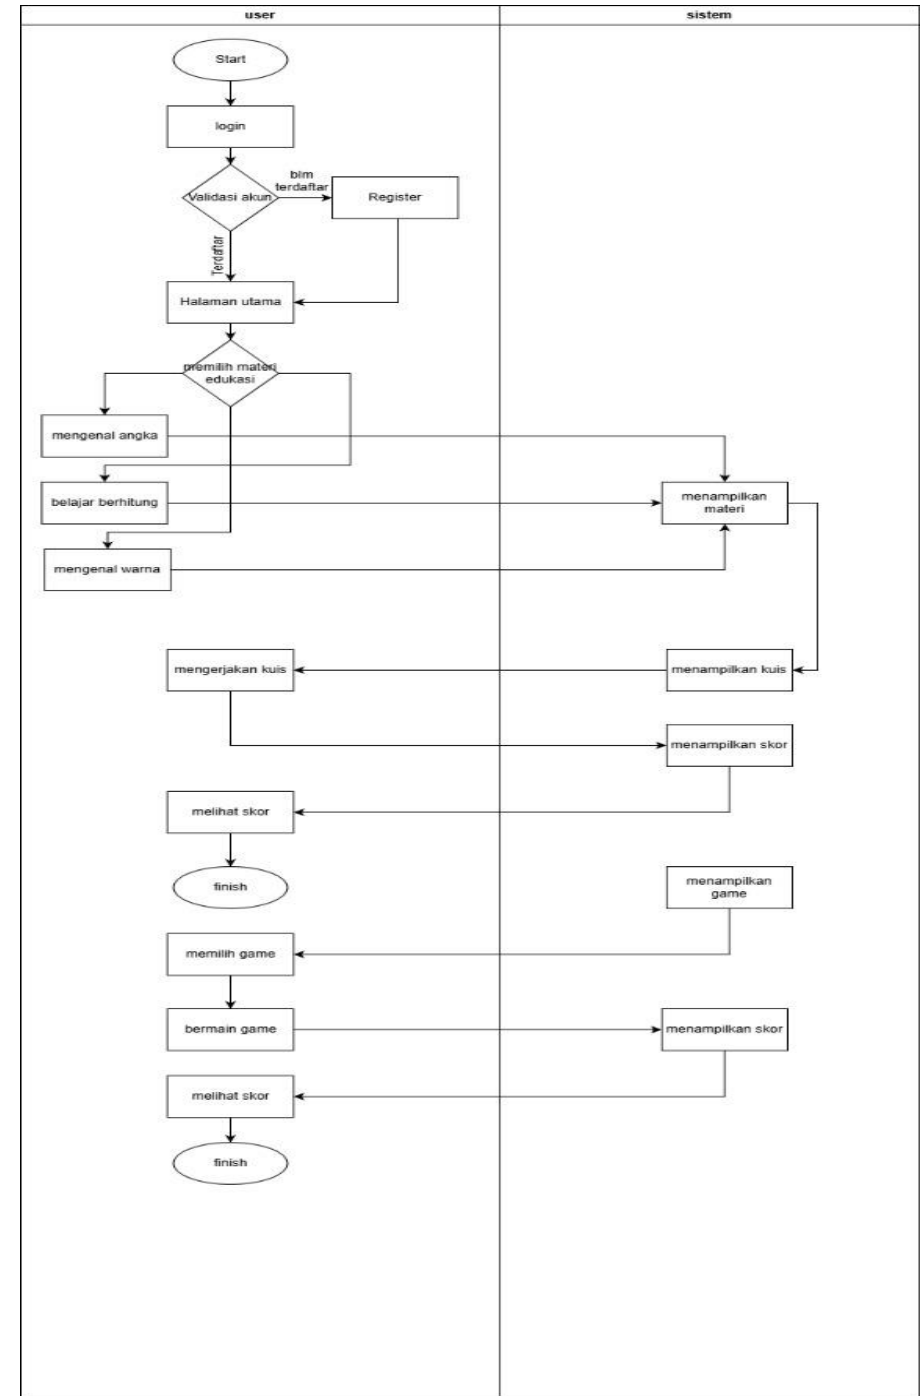 user
sistem
Start
login
Validasi akun
blm
terdaftar
Register
Terdaftar
Halaman utama
memilih materi
edukasi
mengenal angka
belajar berhitung
menampilkan
materi
mengenal warna
mengerjakan kuis
menampilkan kuis
menampilkan skor
melihat skor
finish
menampilkan
game
memilih game
bermain game
menampilkan skor
melihat skor
finish